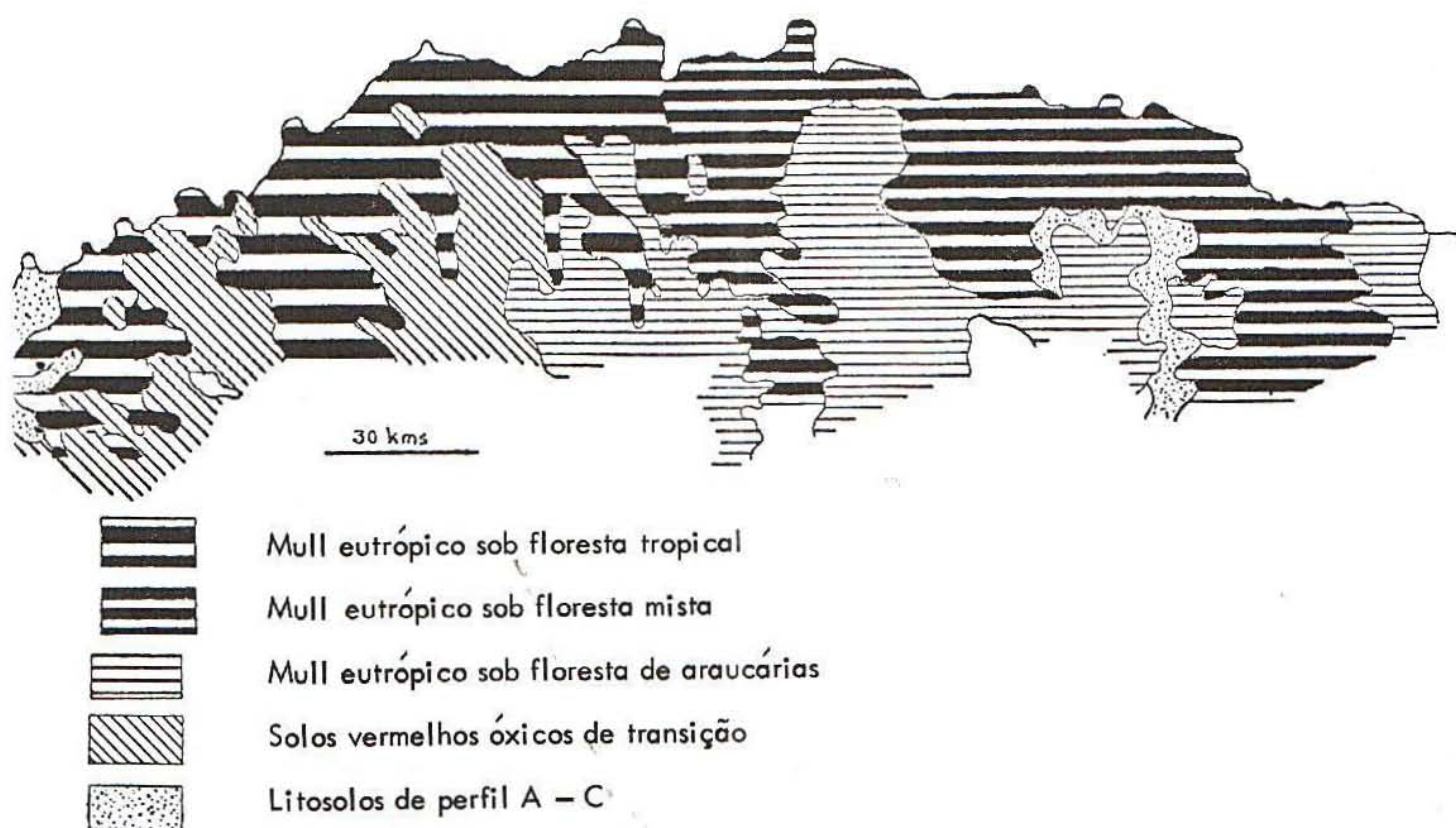 30 kms
Mull eutrópico sob floresta tropical
Mull eutrópico sob floresta mista
Mull eutrópico sob floresta de araucárias
Solos vermelhos óxicos de transição
Litosolos de perfil A – C